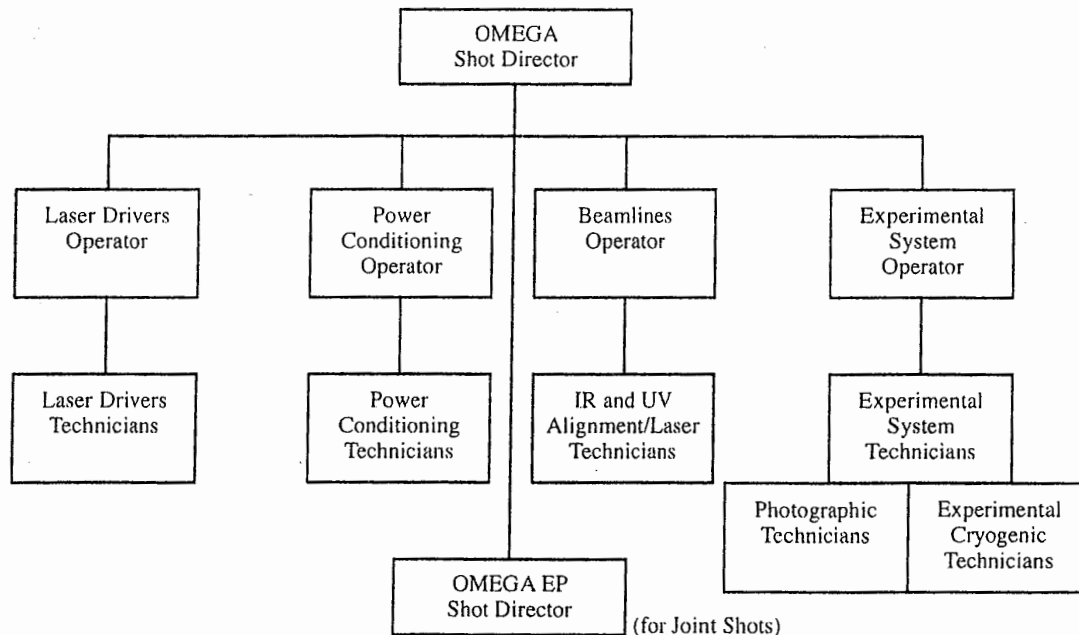 OMEGA
Shot Director
Laser Drivers
Operator
Power
Conditioning
Operator
Beamlines
Operator
Experimental
System
Operator
Laser Drivers
Technicians
Power
Conditioning
Technicians
IR and UV
Alignment/Laser
Technicians
Experimental
System
Technicians
Photographic
Technicians
Experimental
Cryogenic
Technicians
OMEGA EP
Shot Director
(for Joint Shots)